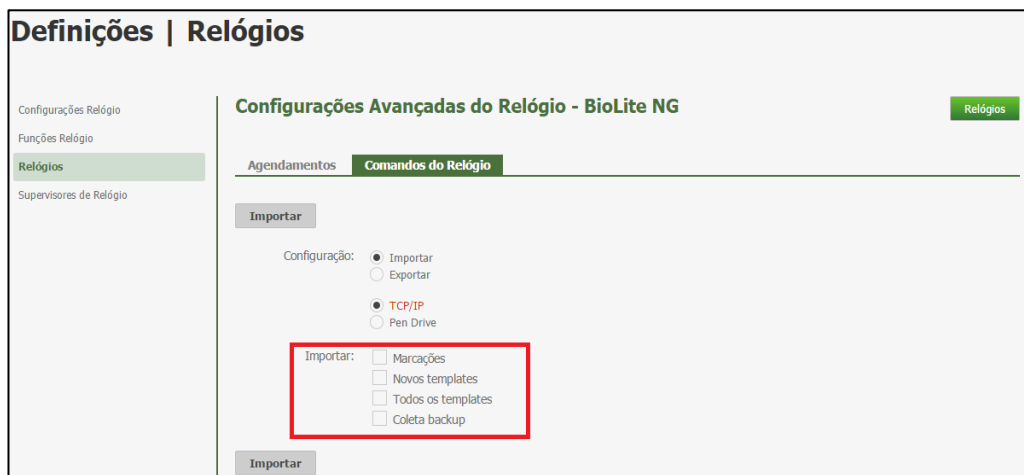 Definições | Relógios
Configurações Relógio
Funções Relógio
Relógios
Supervisores de Relógio
Configurações Avançadas do Relógio - BioLite NG
Relógios
Agendamentos
Comandos do Relógio
Importar
Configuração:
Importar
Exportar
TCP/IP
Pen Drive
Importar:
Marcações
Novos templates
Todos os templates
Coleta backup
Importar